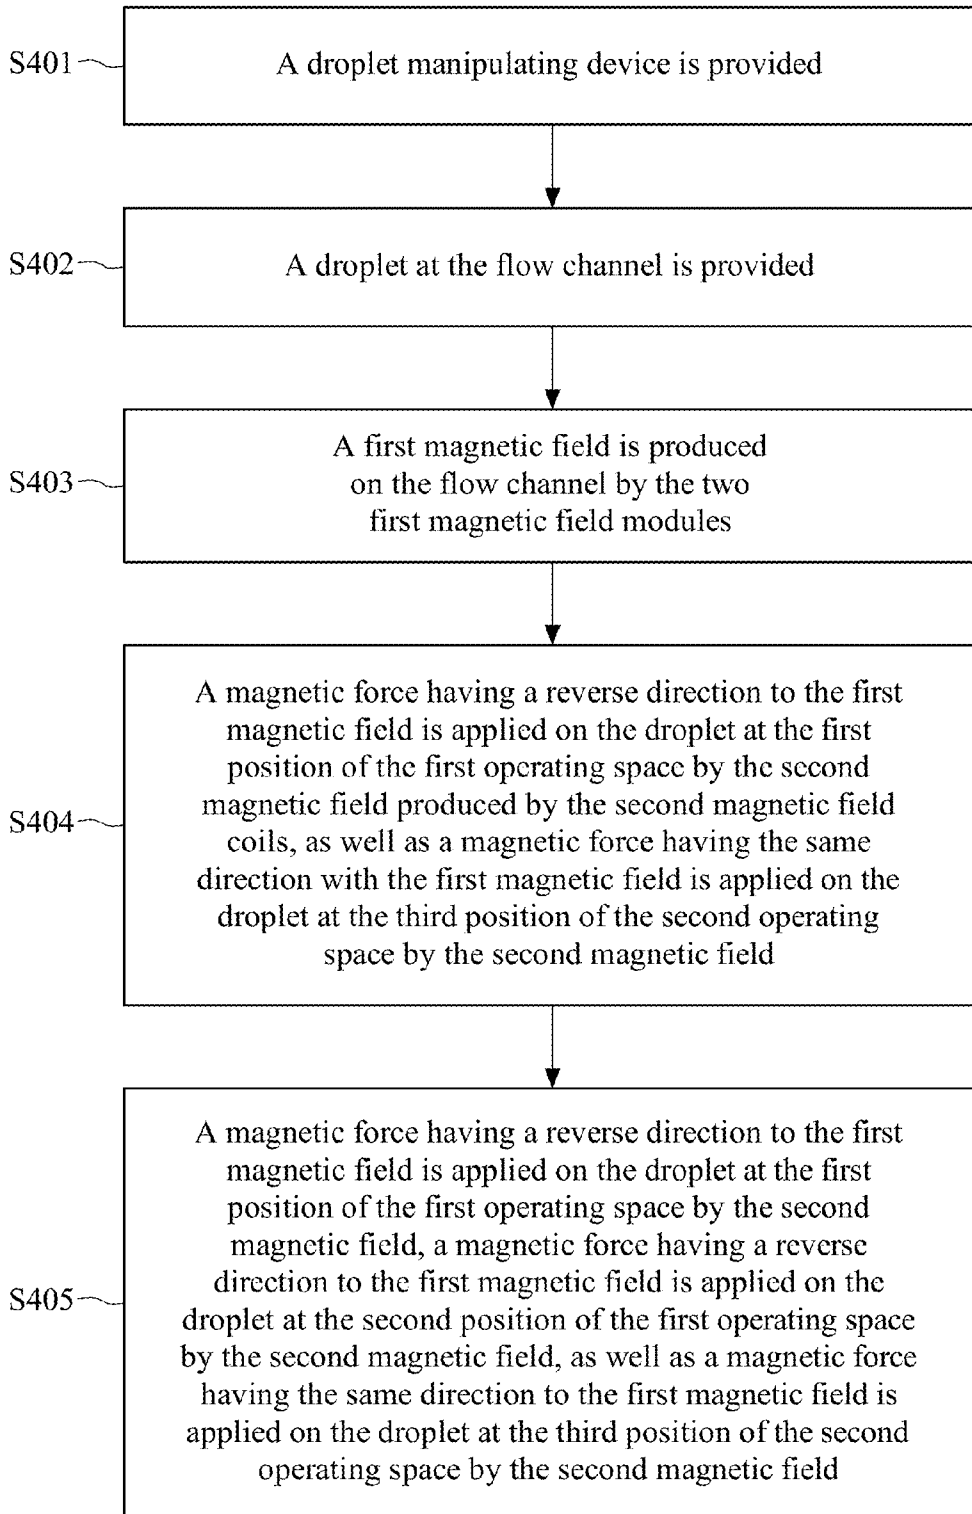 S401
A droplet manipulating device is provided
S402
A droplet at the flow channel is provided
S403
A first magnetic field is produced
on the flow channel by the two
first magnetic field modules
S404
A magnetic force having a reverse direction to the first
magnetic field is applied on the droplet at the first
position of the first operating space by the second
magnetic field produced by the second magnetic field
coils, as well as a magnetic force having the same
direction with the first magnetic field is applied on the
droplet at the third position of the second operating
space by the second magnetic field
S405
A magnetic force having a reverse direction to the first
magnetic field is applied on the droplet at the first
position of the first operating space by the second
magnetic field, a magnetic force having a reverse
direction to the first magnetic field is applied on the
droplet at the second position of the first operating space
by the second magnetic field, as well as a magnetic force
having the same direction to the first magnetic field is
applied on the droplet at the third position of the second
operating space by the second magnetic field